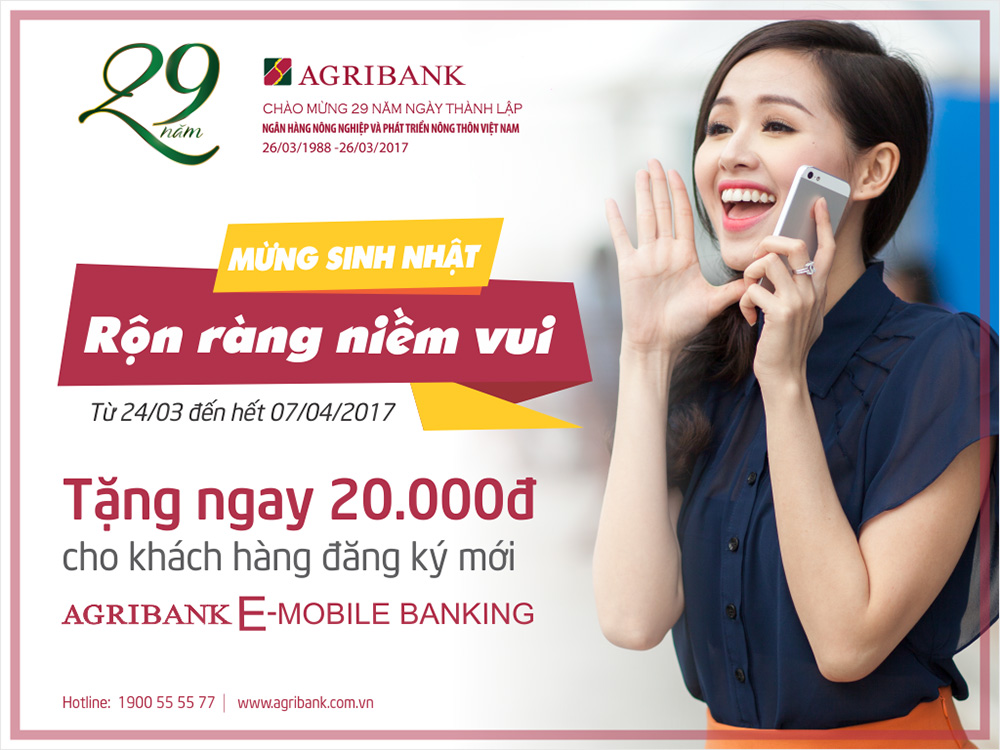 29
năm
AGRIBANK
CHÀO MỪNG 29 NĂM NGÀY THÀNH LẬP
NGÂN HÀNG NÔNG NGHIỆP VÀ PHÁT TRIỂN NÔNG THÔN VIỆT NAM
26/03/1988 -26/03/2017
MỪNG SINH NHẬT
Rộn ràng niềm vui
Từ 24/03 đến hết 07/04/2017
Tặng ngay 20.000đ
cho khách hàng đăng ký mới
AGRIBANK E-MOBILE BANKING
Hotline: 1900 55 55 77 | www.agribank.com.vn